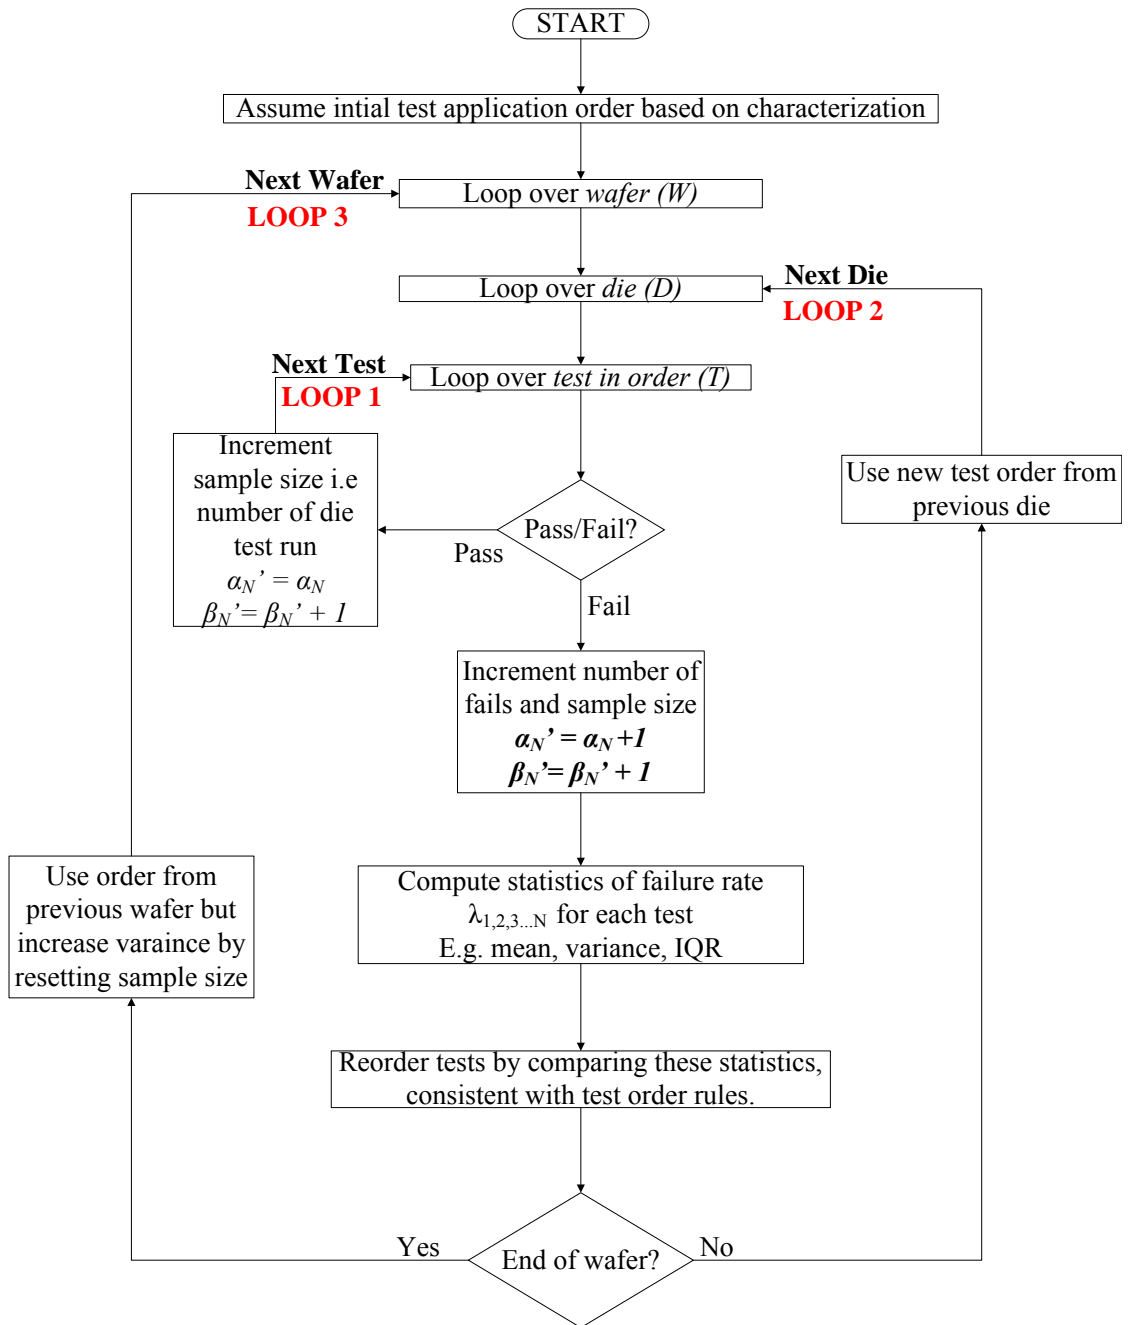 START
Assume intial test application order based on characterization
Next Wafer
LOOP 3
Loop over wafer (W)
Loop over die (D)
Next Die
LOOP 2
Next Test
LOOP 1
Loop over test in order (T)
Increment
sample size i.e
number of die
test run
αN’ = αN
βN’= βN’ + 1
Pass/Fail?
Pass
Fail
Use new test order from
previous die
Increment number of
fails and sample size
αN’ = αN+1
βN’= βN’ + 1
Compute statistics of failure rate
λ1,2,3...N for each test
E.g. mean, variance, IQR
Use order from
previous wafer but
increase varaince by
resetting sample size
Reorder tests by comparing these statistics,
consistent with test order rules.
Yes
End of wafer?
No